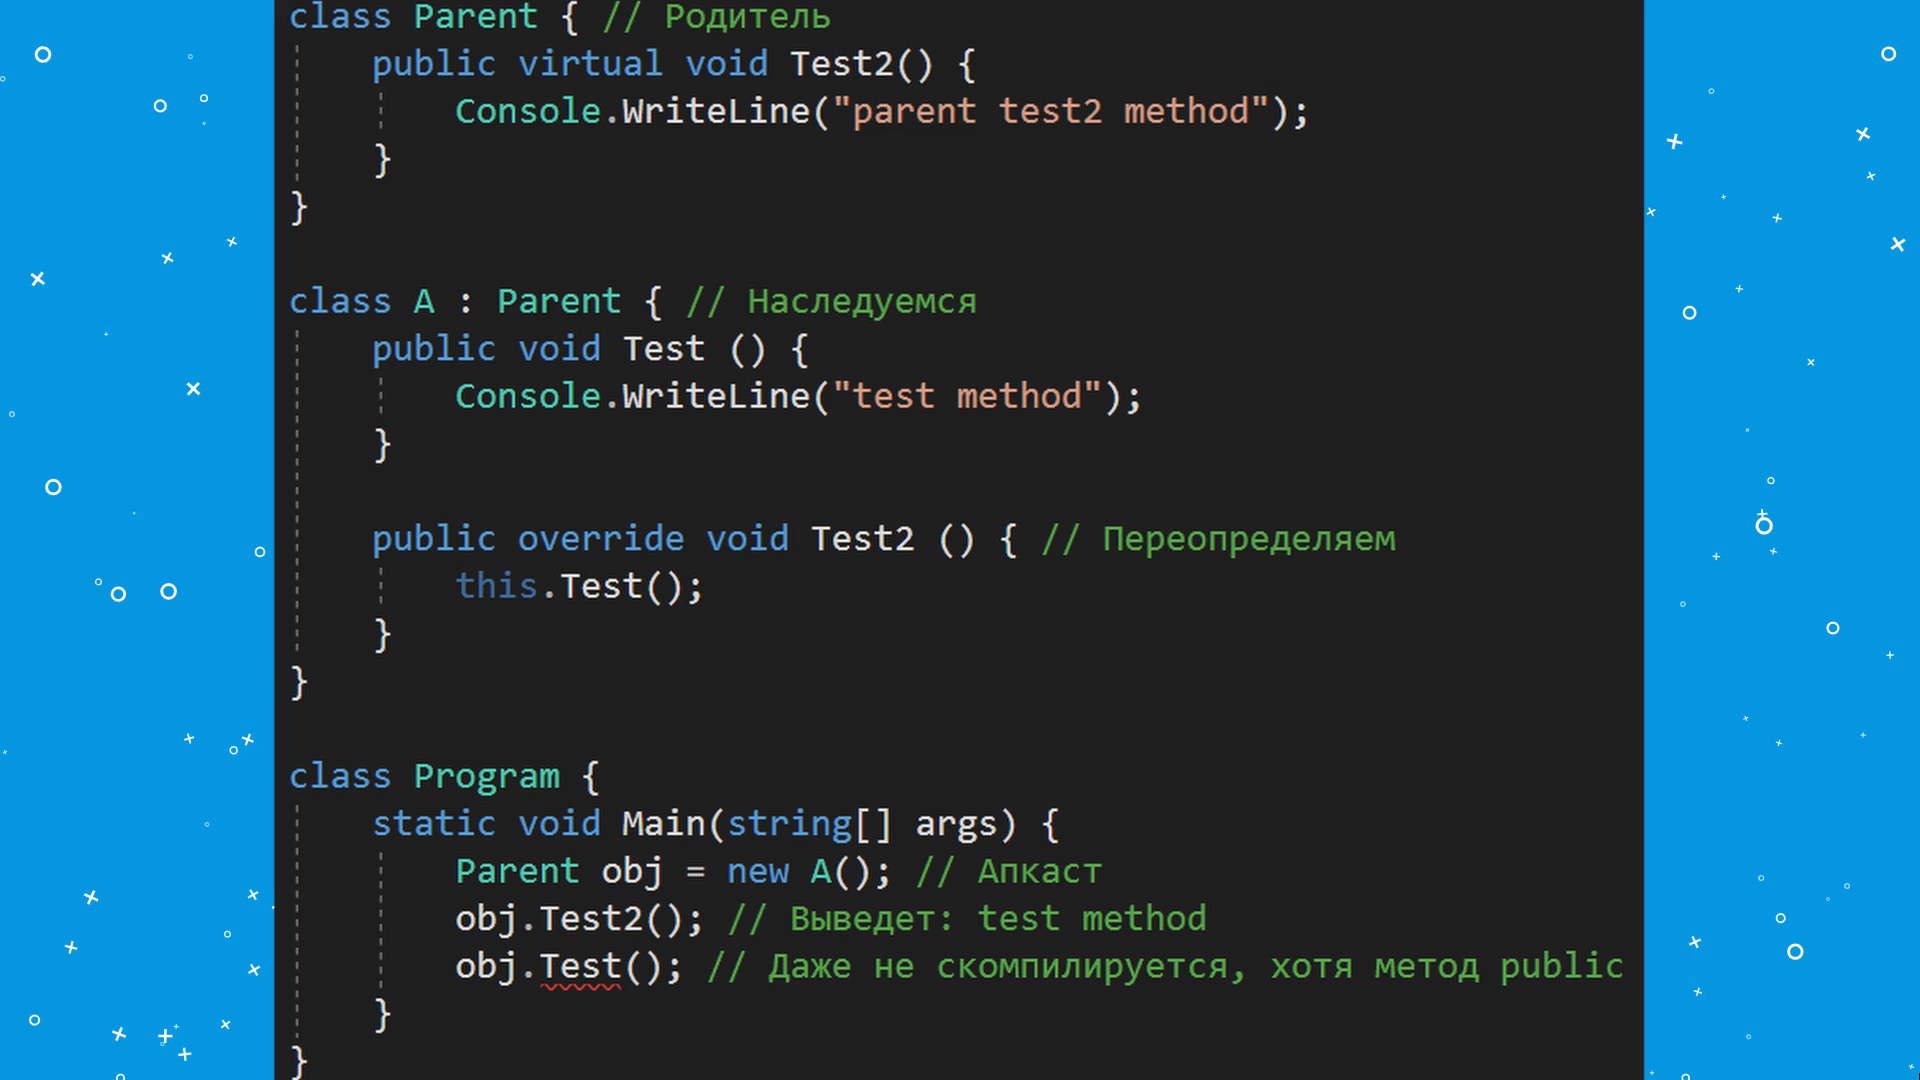 class Parent { // Родитель
public virtual void Test2() {
Console.WriteLine("parent test2 method");
}
}
class A : Parent { // Наследуемся
public void Test () {
Console.WriteLine("test method");
}
public override void Test2 () { // Переопределяем
this.Test();
}
}
class Program {
static void Main(string[] args) {
Parent obj = new A(); // Апкаст
obj.Test2(); // Выведет: test method
obj.Test(); // Даже не скомпилируется, хотя метод public
}
}